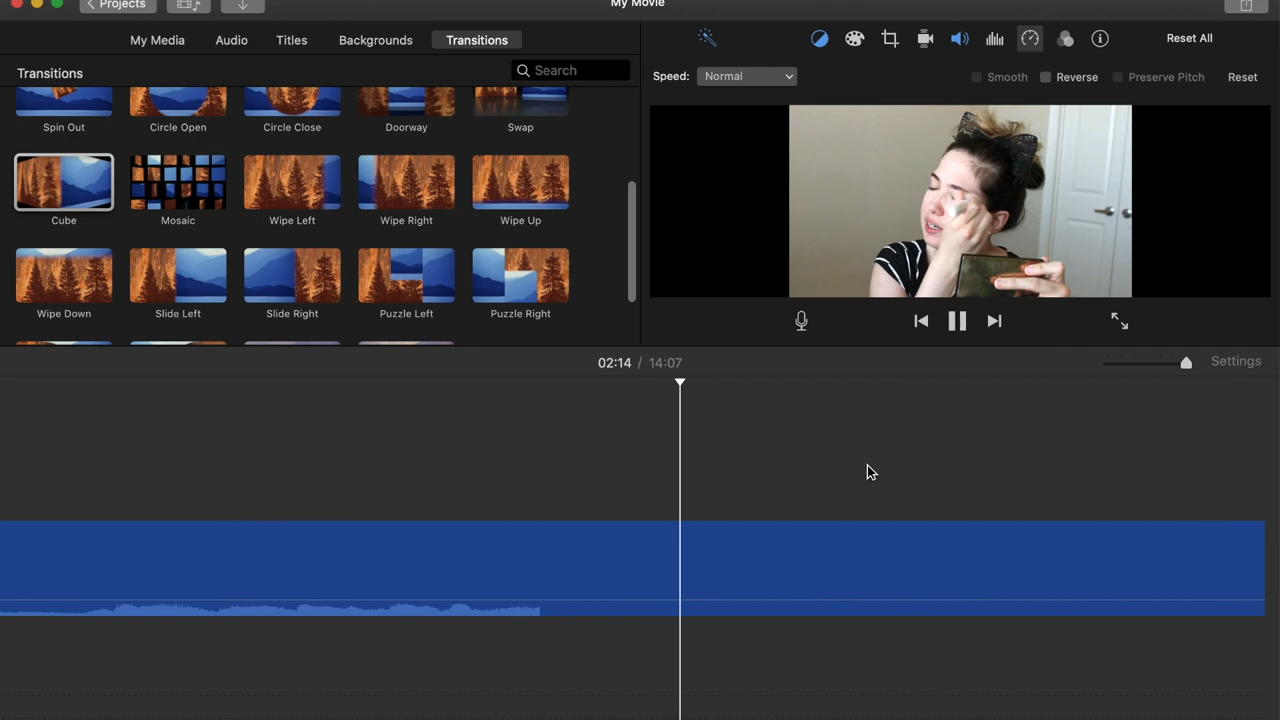 Projects
My Movie
My Media Audio Titles Backgrounds Transitions
Reset All
Transitions
Search
Speed: Normal
Smooth Reverse Preserve Pitch Reset
Spin Out Circle Open Circle Close Doorway Swap
Cube Mosaic Wipe Left Wipe Right Wipe Up
Wipe Down Slide Left Slide Right Puzzle Left Puzzle Right
02:14 / 14:07
Settings